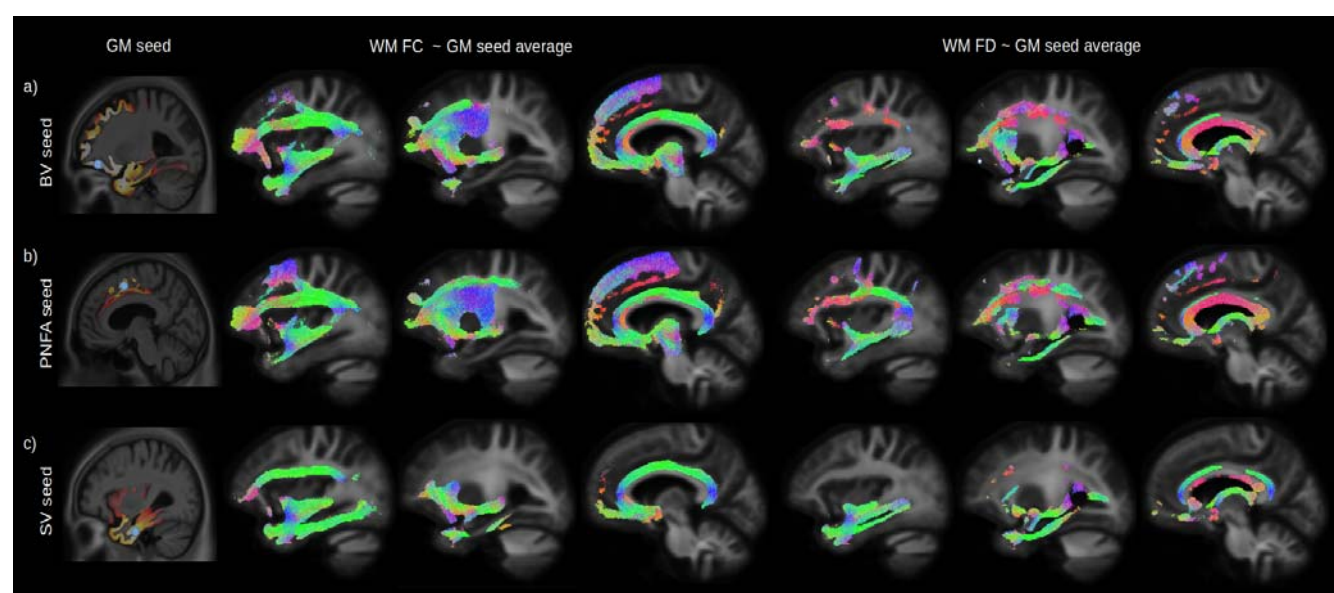 GM seed
WM FC ~ GM seed average
WM FD ~ GM seed average
a)
BV seed
b)
PNFA seed
c)
SV seed